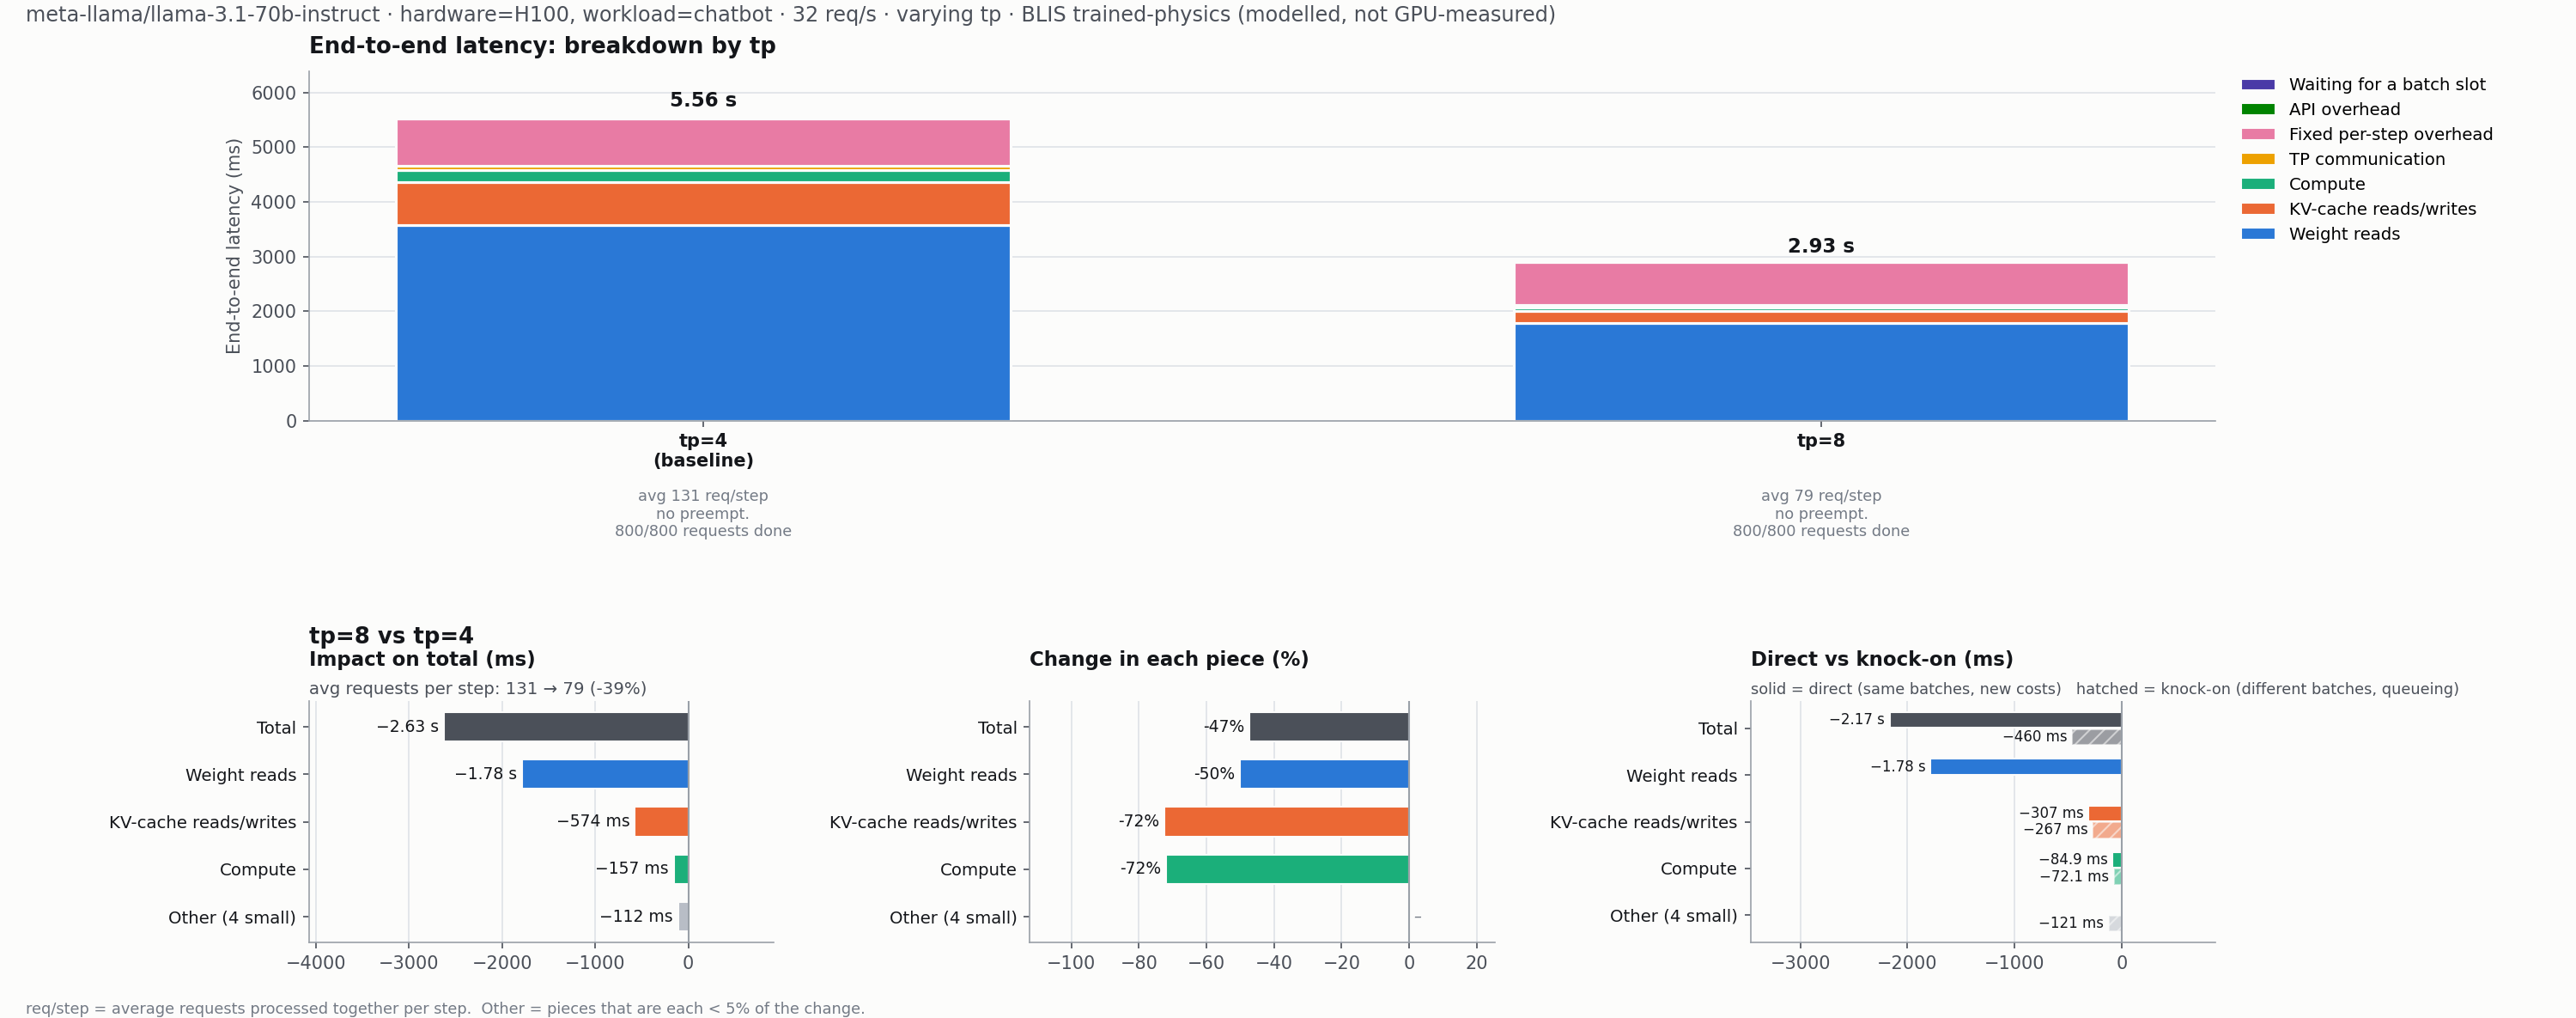 meta-llama/llama-3.1-70b-instruct · hardware=H100, workload=chatbot · 32 req/s · varying tp · BLIS trained-physics (modelled, not GPU-measured)
End-to-end latency: breakdown by tp
End-to-end latency (ms)
6000
5000
4000
3000
2000
1000
0
5.56 s
2.93 s
Waiting for a batch slot
API overhead
Fixed per-step overhead
TP communication
Compute
KV-cache reads/writes
Weight reads
tp=4
(baseline)
avg 131 req/step
no preempt.
800/800 requests done
tp=8
avg 79 req/step
no preempt.
800/800 requests done
tp=8 vs tp=4
Impact on total (ms)
avg requests per step: 131 → 79 (-39%)
Total −2.63 s
Weight reads −1.78 s
KV-cache reads/writes −574 ms
Compute −157 ms
Other (4 small) −112 ms
−4000 −3000 −2000 −1000 0
Change in each piece (%)
Total -47%
Weight reads -50%
KV-cache reads/writes -72%
Compute -72%
Other (4 small) –
−100 −80 −60 −40 −20 0 20
Direct vs knock-on (ms)
solid = direct (same batches, new costs) hatched = knock-on (different batches, queueing)
Total −2.17 s
−460 ms
Weight reads −1.78 s
KV-cache reads/writes −307 ms
−267 ms
Compute −84.9 ms
−72.1 ms
Other (4 small) −121 ms
−3000 −2000 −1000 0
req/step = average requests processed together per step. Other = pieces that are each < 5% of the change.